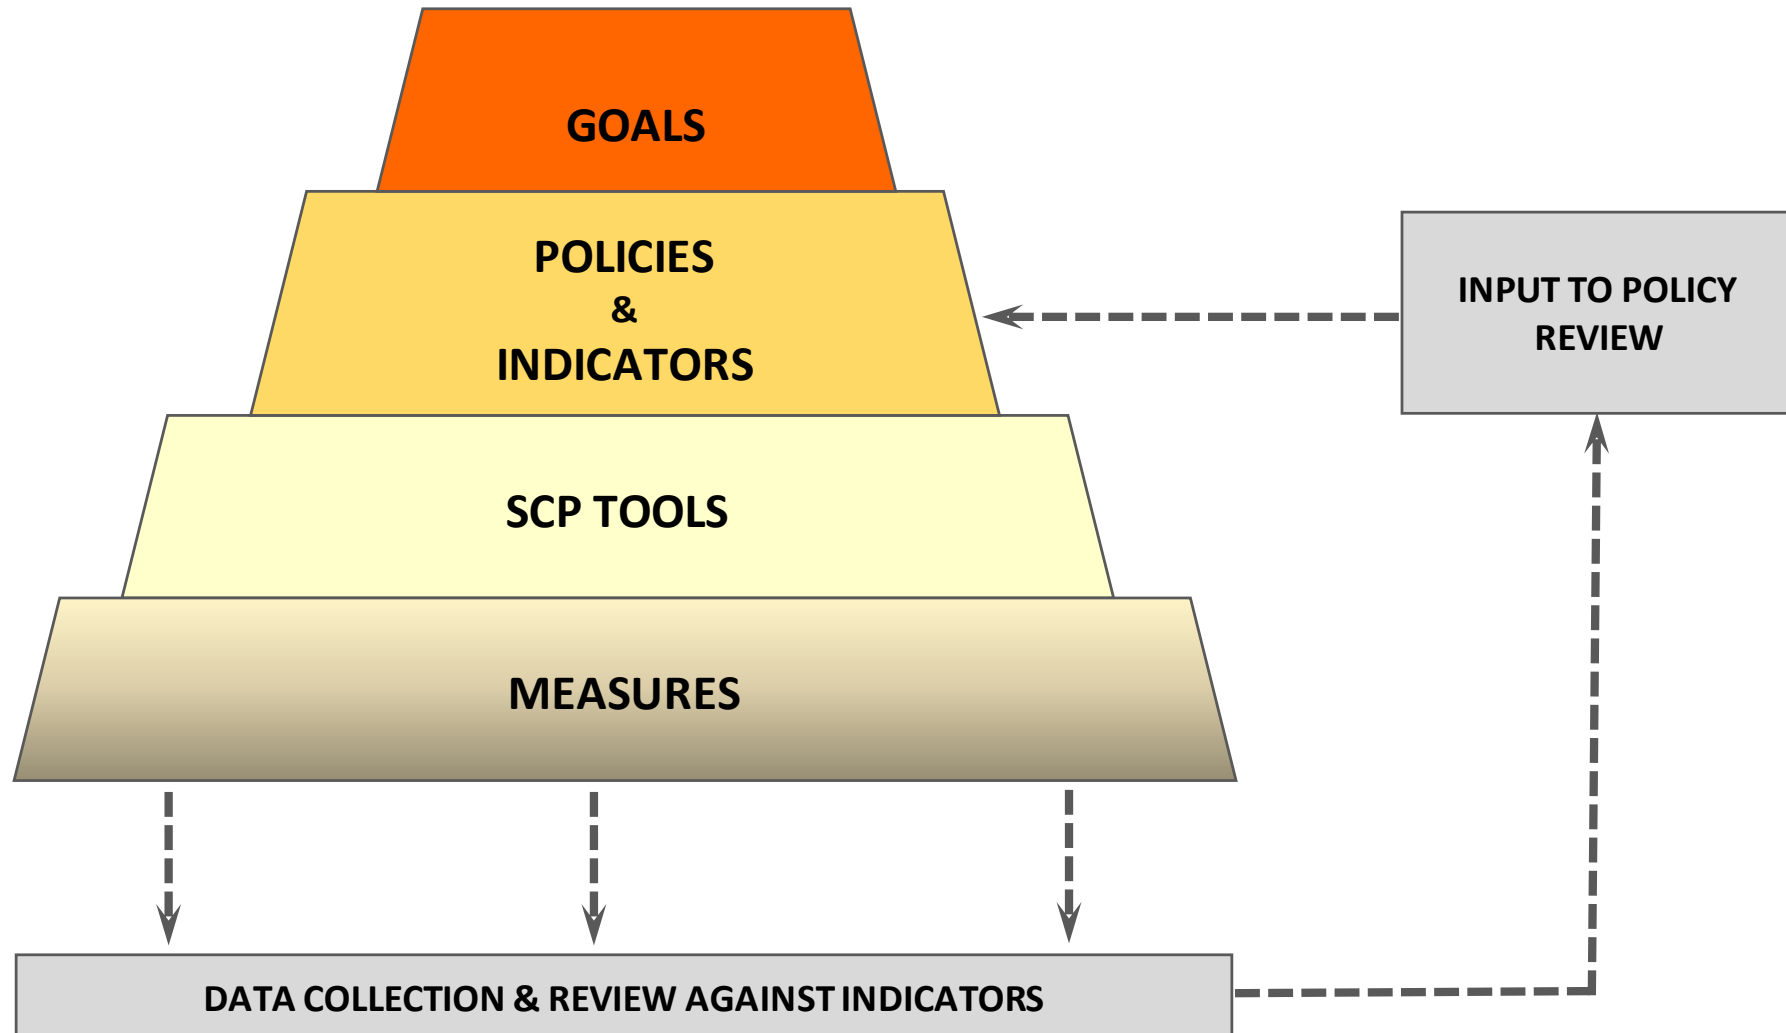 GOALS
POLICIES
&
INDICATORS
INPUT TO POLICY
REVIEW
SCP TOOLS
MEASURES
DATA COLLECTION & REVIEW AGAINST INDICATORS